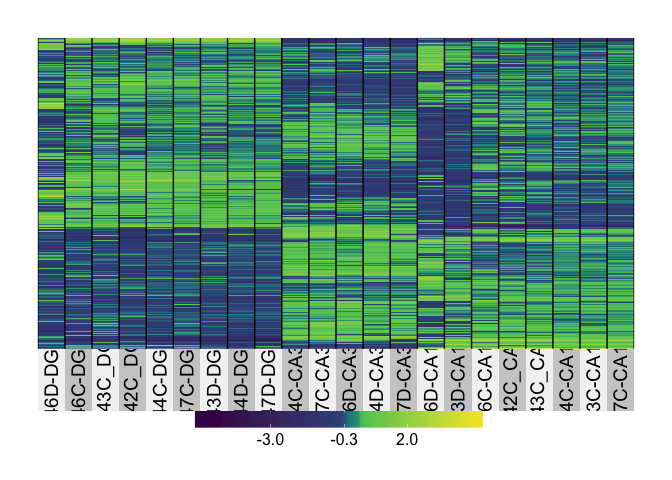 46D-DG
46C-DG
43C_DG
42C_DG
44C-DG
47C-DG
43D-DG
44D-DG
47D-DG
4C-CA3
7C-CA3
6D-CA3
4D-CA3
7D-CA3
6D-CA1
3D-CA1
6C-CA1
42C_CA
43C_CA
4C-CA1
3C-CA1
7C-CA1
-3.0 -0.3 2.0